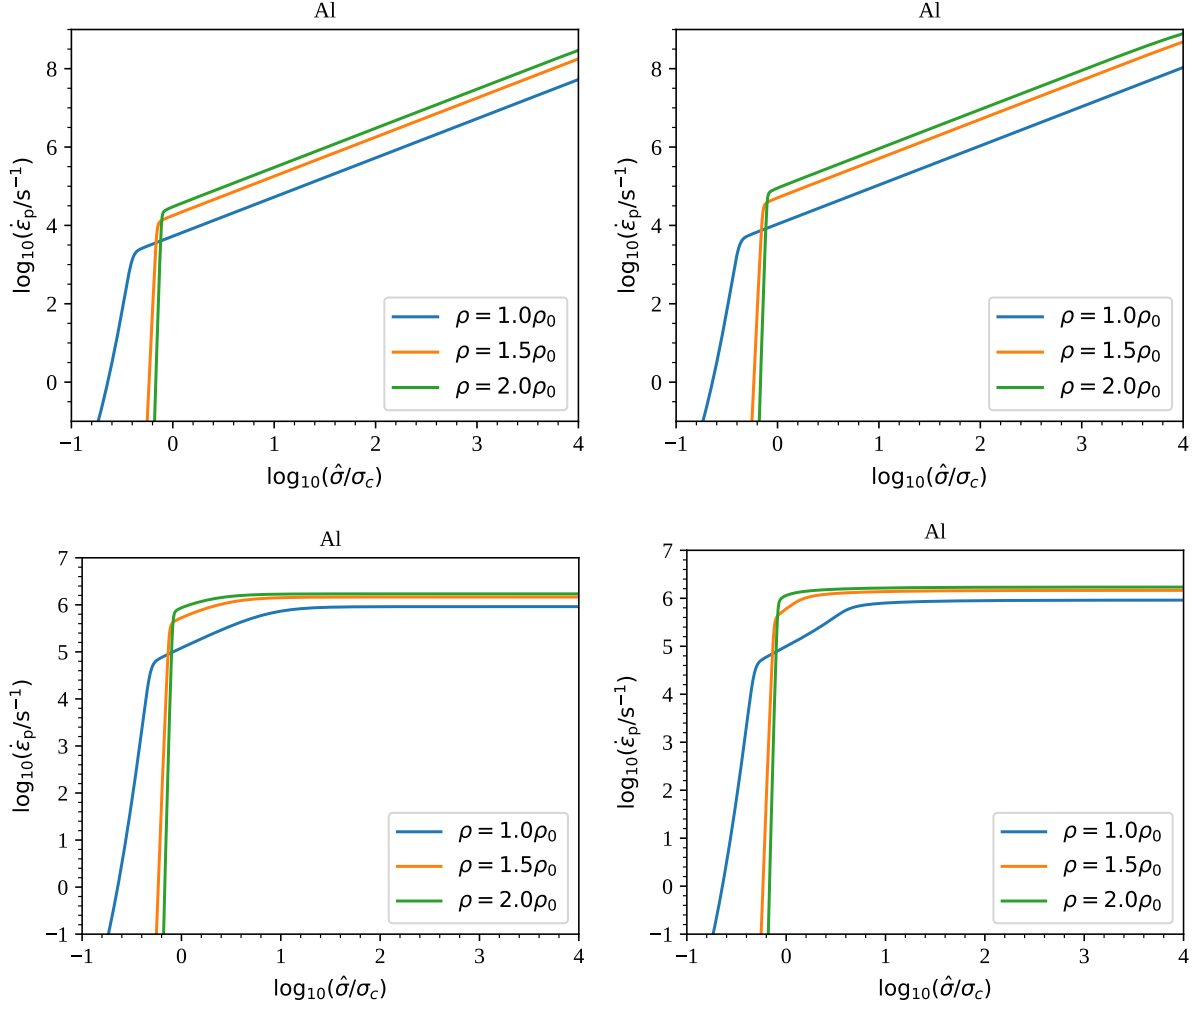 Al
8
6
4
2
0
−1 0 1 2 3 4
log10(ε̇p/s−1)
log10(σ̂/σc)
ρ = 1.0ρ0
ρ = 1.5ρ0
ρ = 2.0ρ0
Al
8
6
4
2
0
−1 0 1 2 3 4
log10(ε̇p/s−1)
log10(σ̂/σc)
ρ = 1.0ρ0
ρ = 1.5ρ0
ρ = 2.0ρ0
Al
7
6
5
4
3
2
1
0
−1
−1 0 1 2 3 4
log10(ε̇p/s−1)
log10(σ̂/σc)
ρ = 1.0ρ0
ρ = 1.5ρ0
ρ = 2.0ρ0
Al
7
6
5
4
3
2
1
0
−1
−1 0 1 2 3 4
log10(ε̇p/s−1)
log10(σ̂/σc)
ρ = 1.0ρ0
ρ = 1.5ρ0
ρ = 2.0ρ0